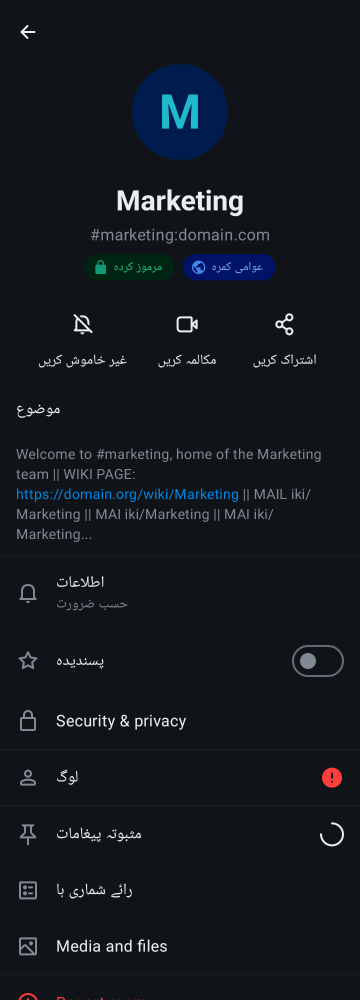 M
Marketing
#marketing:domain.com
مرموز کردہ
عوامی کمرہ
غیر خاموش کریں
مکالمہ کریں
اشتراک کریں
موضوع
Welcome to #marketing, home of the Marketing
team || WIKI PAGE:
https://domain.org/wiki/Marketing || MAIL iki/
Marketing || MAI iki/Marketing || MAI iki/
Marketing...
اطلاعات
حسب ضرورت
پسندیدہ
Security & privacy
لوگ
مثبوتہ پیغامات
رائے شماری ہا
Media and files
Report room